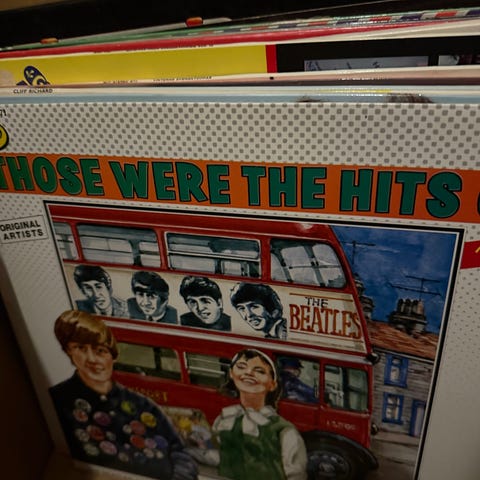 CLIFF RICHARD
THOSE WERE THE HITS
ORIGINAL
ARTISTS
THE
BEATLES